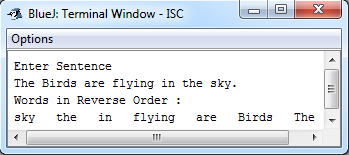 BlueJ: Terminal Window - ISC
Options
Enter Sentence
The Birds are flying in the sky.
Words in Reverse Order :
sky the in flying are Birds The